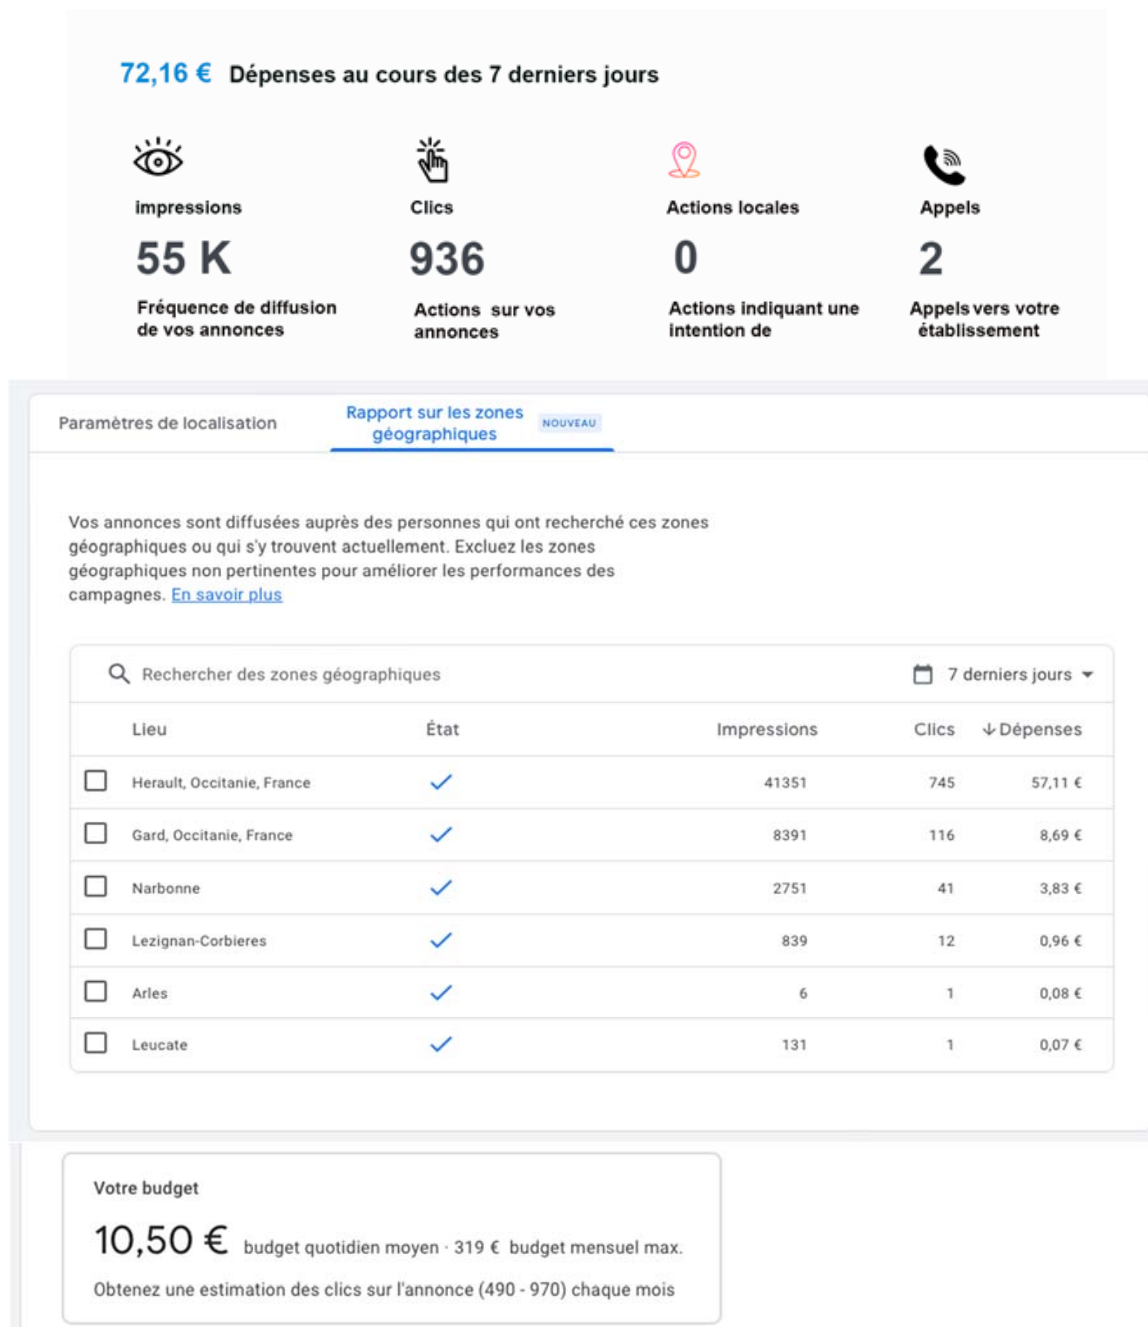 72,16 € Dépenses au cours des 7 derniers jours
impressions Clics Actions locales Appels
55 K 936 0 2
Fréquence de diffusion de vos annonces
Actions sur vos annonces
Actions indiquant une intention de
Appels vers votre établissement
Paramètres de localisation
Rapport sur les zones géographiques NOUVEAU
Vos annonces sont diffusées auprès des personnes qui ont recherché ces zones
géographiques ou qui s'y trouvent actuellement. Excluez les zones
géographiques non pertinentes pour améliorer les performances des
campagnes. En savoir plus
Rechercher des zones géographiques 7 derniers jours
Lieu État Impressions Clics Dépenses
Herault, Occitanie, France 41351 745 57,11 €
Gard, Occitanie, France 8391 116 8,69 €
Narbonne 2751 41 3,83 €
Lezignan-Corbieres 839 12 0,96 €
Arles 6 1 0,08 €
Leucate 131 1 0,07 €
Votre budget
10,50 € budget quotidien moyen · 319 € budget mensuel max.
Obtenez une estimation des clics sur l'annonce (490 - 970) chaque mois